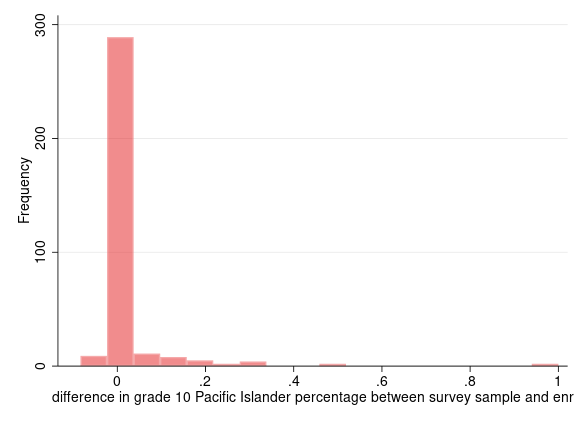 300
200
100
0
Frequency
0 .2 .4 .6 .8 1
difference in grade 10 Pacific Islander percentage between survey sample and enr